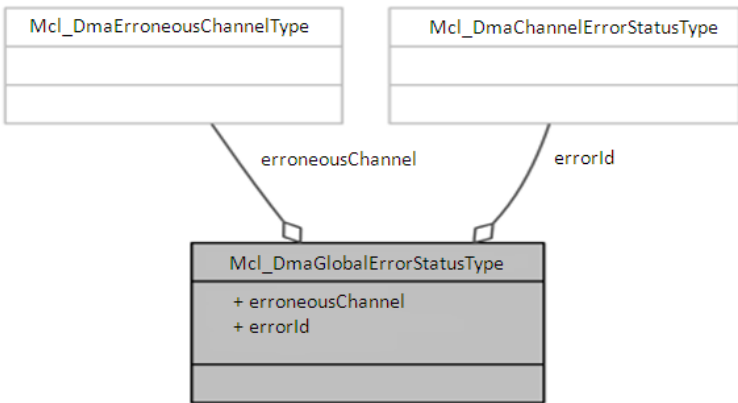 Mcl_DmaErroneousChannelType
Mcl_DmaChannelErrorStatusType
erroneousChannel
errorId
Mcl_DmaGlobalErrorStatusType
+ erroneousChannel
+ errorId